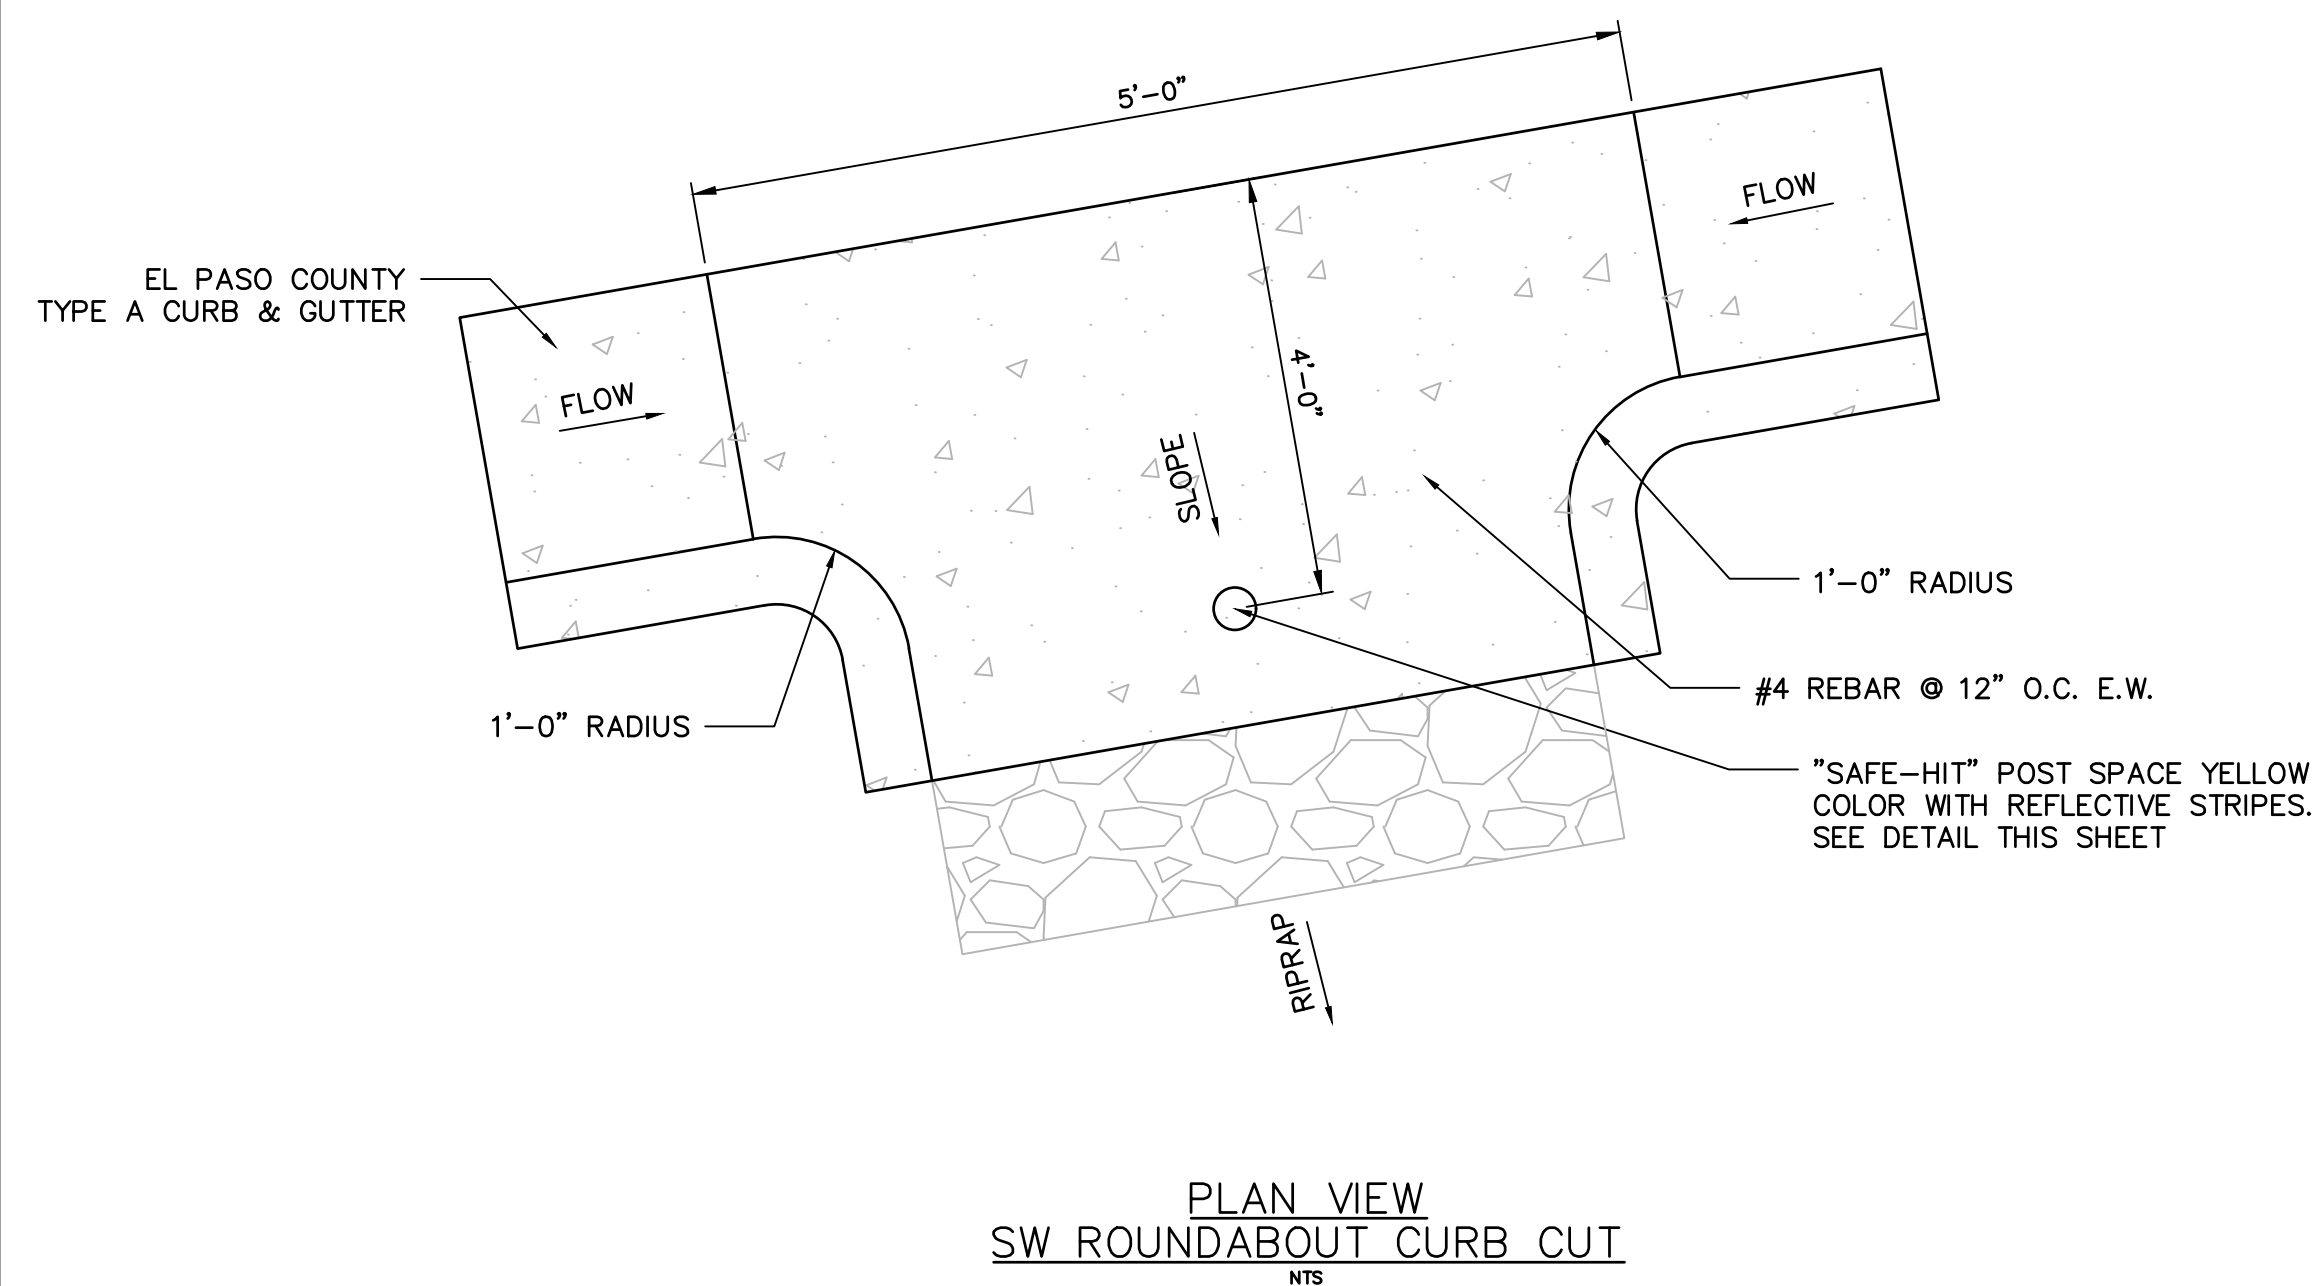 5'-0"
FLOW
EL PASO COUNTY
TYPE A CURB & GUTTER
4'-0"
FLOW
SLOPE
1'-0" RADIUS
#4 REBAR @ 12" O.C. E.W.
1'-0" RADIUS
"SAFE-HIT" POST SPACE YELLOW
COLOR WITH REFLECTIVE STRIPES.
SEE DETAIL THIS SHEET
RIPRAP
PLAN VIEW
SW ROUNDABOUT CURB CUT
NTS